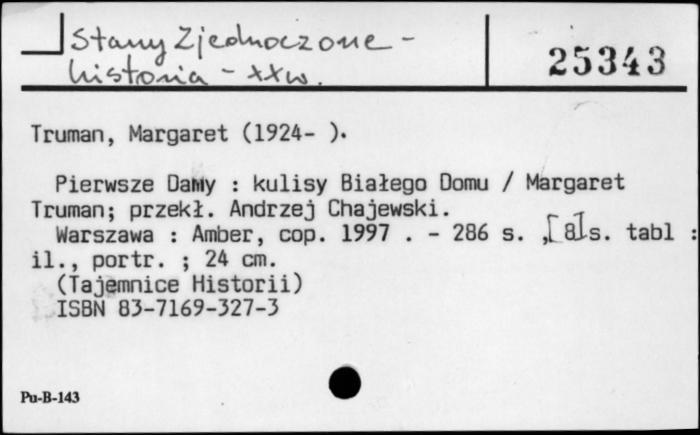 Stany Zjednoczone -
historia - XXw.
25343
Truman, Margaret (1924- ).
Pierwsze Damy : kulisy Białego Domu / Margaret
Truman; przekł. Andrzej Chajewski.
Warszawa : Amber, cop. 1997 . - 286 s. ,[8]s. tabl :
il., portr. ; 24 cm.
(Tajemnice Historii)
ISBN 83-7169-327-3
Pu-B-143